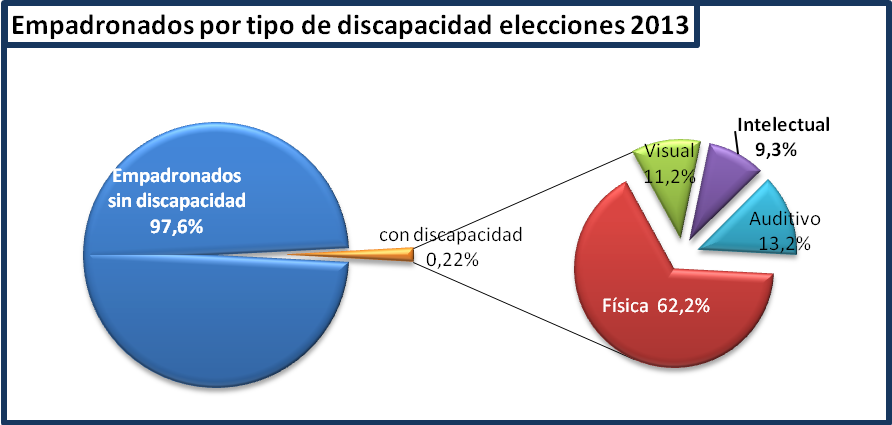 Empadronados por tipo de discapacidad elecciones 2013
Empadronados
sin discapacidad
97,6%
con discapacidad
0,22%
Visual
11,2%
Intelectual
9,3%
Auditivo
13,2%
Física 62,2%